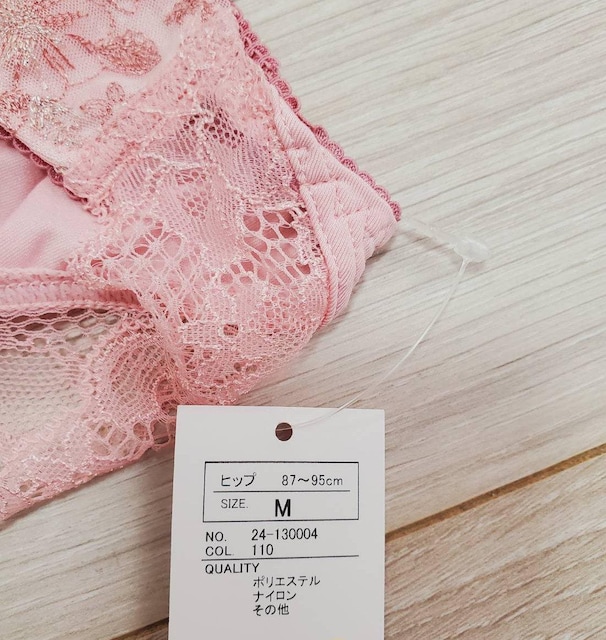 ヒップ 87〜95cm
SIZE. M
NO. 24-130004
COL. 110
QUALITY
ポリエステル
ナイロン
その他